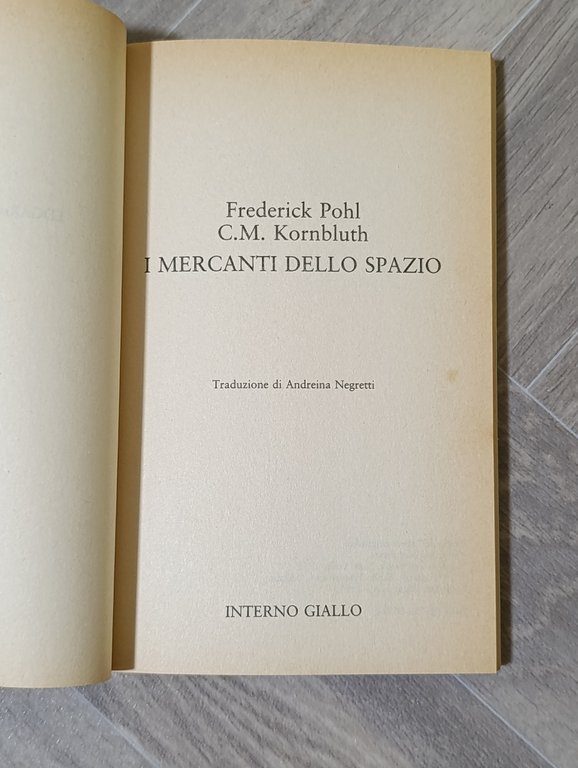 Frederick Pohl
C.M. Kornbluth
I MERCANTI DELLO SPAZIO
Traduzione di Andreina Negretti
INTERNO GIALLO